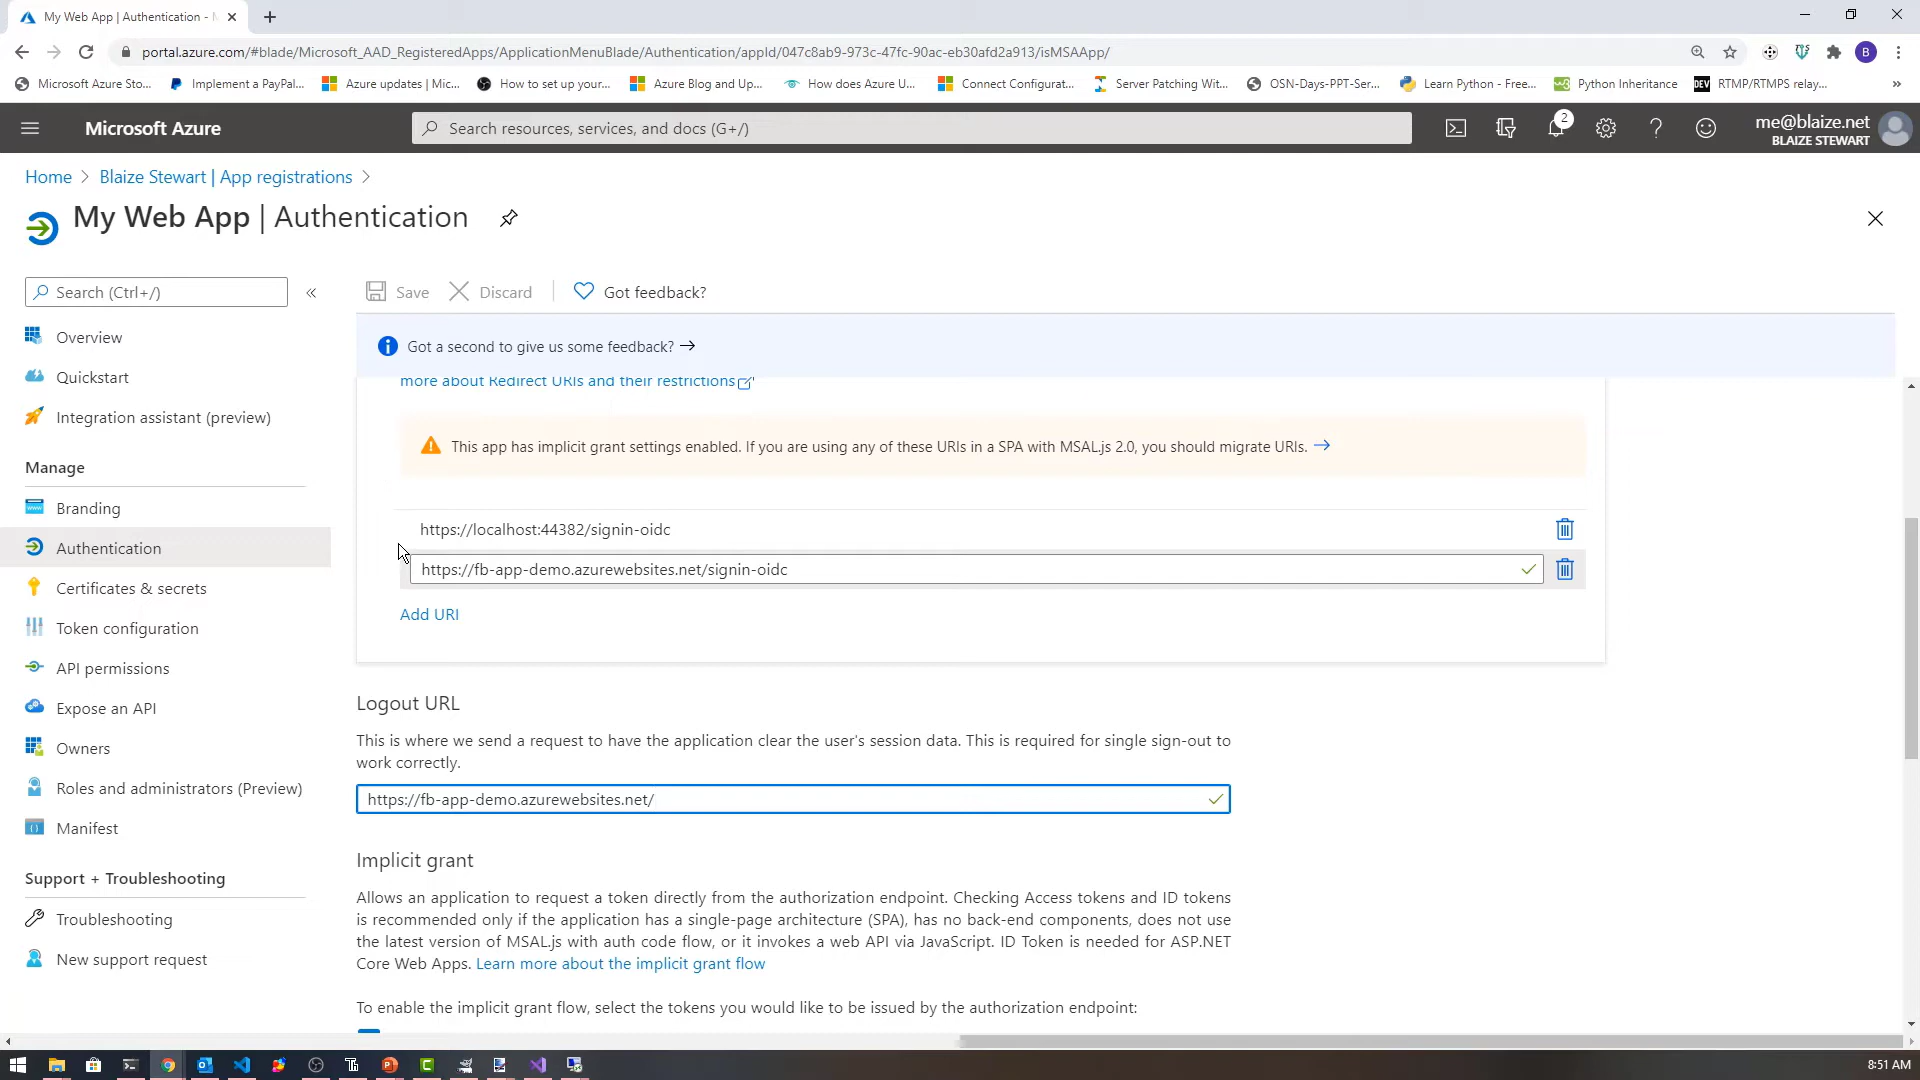 My Web App | Authentication - M
portal.azure.com/#blade/Microsoft_AAD_RegisteredApps/ApplicationMenuBlade/Authentication/appId/047c8ab9-973c-47fc-90ac-eb30afd2a913/isMSAApp/
B
Microsoft Azure Sto... Implement a PayPal... Azure updates | Mic... How to set up your... Azure Blog and Up... How does Azure U... Connect Configurat... Server Patching Wit... OSN-Days-PPT-Ser... Learn Python - Free... Python Inheritance DEV RTMP/RTMPS relay...
Microsoft Azure
Search resources, services, and docs (G+/)
2
me@blaize.net
BLAIZE STEWART
Home > Blaize Stewart | App registrations >
My Web App | Authentication
Search (Ctrl+/)
Save Discard Got feedback?
Got a second to give us some feedback?
Overview
Quickstart
Integration assistant (preview)
Manage
Branding
Authentication
Certificates & secrets
Token configuration
API permissions
Expose an API
Owners
Roles and administrators (Preview)
Manifest
Support + Troubleshooting
Troubleshooting
New support request
more about Redirect URIs and their restrictions
This app has implicit grant settings enabled. If you are using any of these URIs in a SPA with MSAL.js 2.0, you should migrate URIs.
https://localhost:44382/signin-oidc
https://fb-app-demo.azurewebsites.net/signin-oidc
Add URI
Logout URL
This is where we send a request to have the application clear the user's session data. This is required for single sign-out to
work correctly.
https://fb-app-demo.azurewebsites.net/
Implicit grant
Allows an application to request a token directly from the authorization endpoint. Checking Access tokens and ID tokens
is recommended only if the application has a single-page architecture (SPA), has no back-end components, does not use
the latest version of MSAL.js with auth code flow, or it invokes a web API via JavaScript. ID Token is needed for ASP.NET
Core Web Apps. Learn more about the implicit grant flow
To enable the implicit grant flow, select the tokens you would like to be issued by the authorization endpoint:
8:51 AM